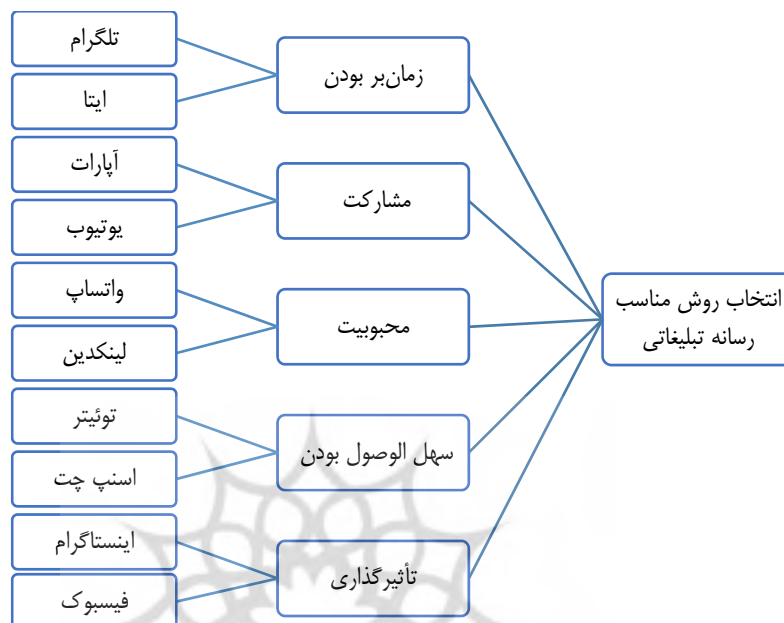 انتخاب روش مناسب
رسانه تبلیغاتی
زمان‌بر بودن
مشارکت
محبوبیت
سهل الوصول بودن
تأثیرگذاری
تلگرام
ایتا
آپارات
یوتیوب
واتساپ
لینکدین
توئیتر
اسنپ چت
اینستاگرام
فیسبوک